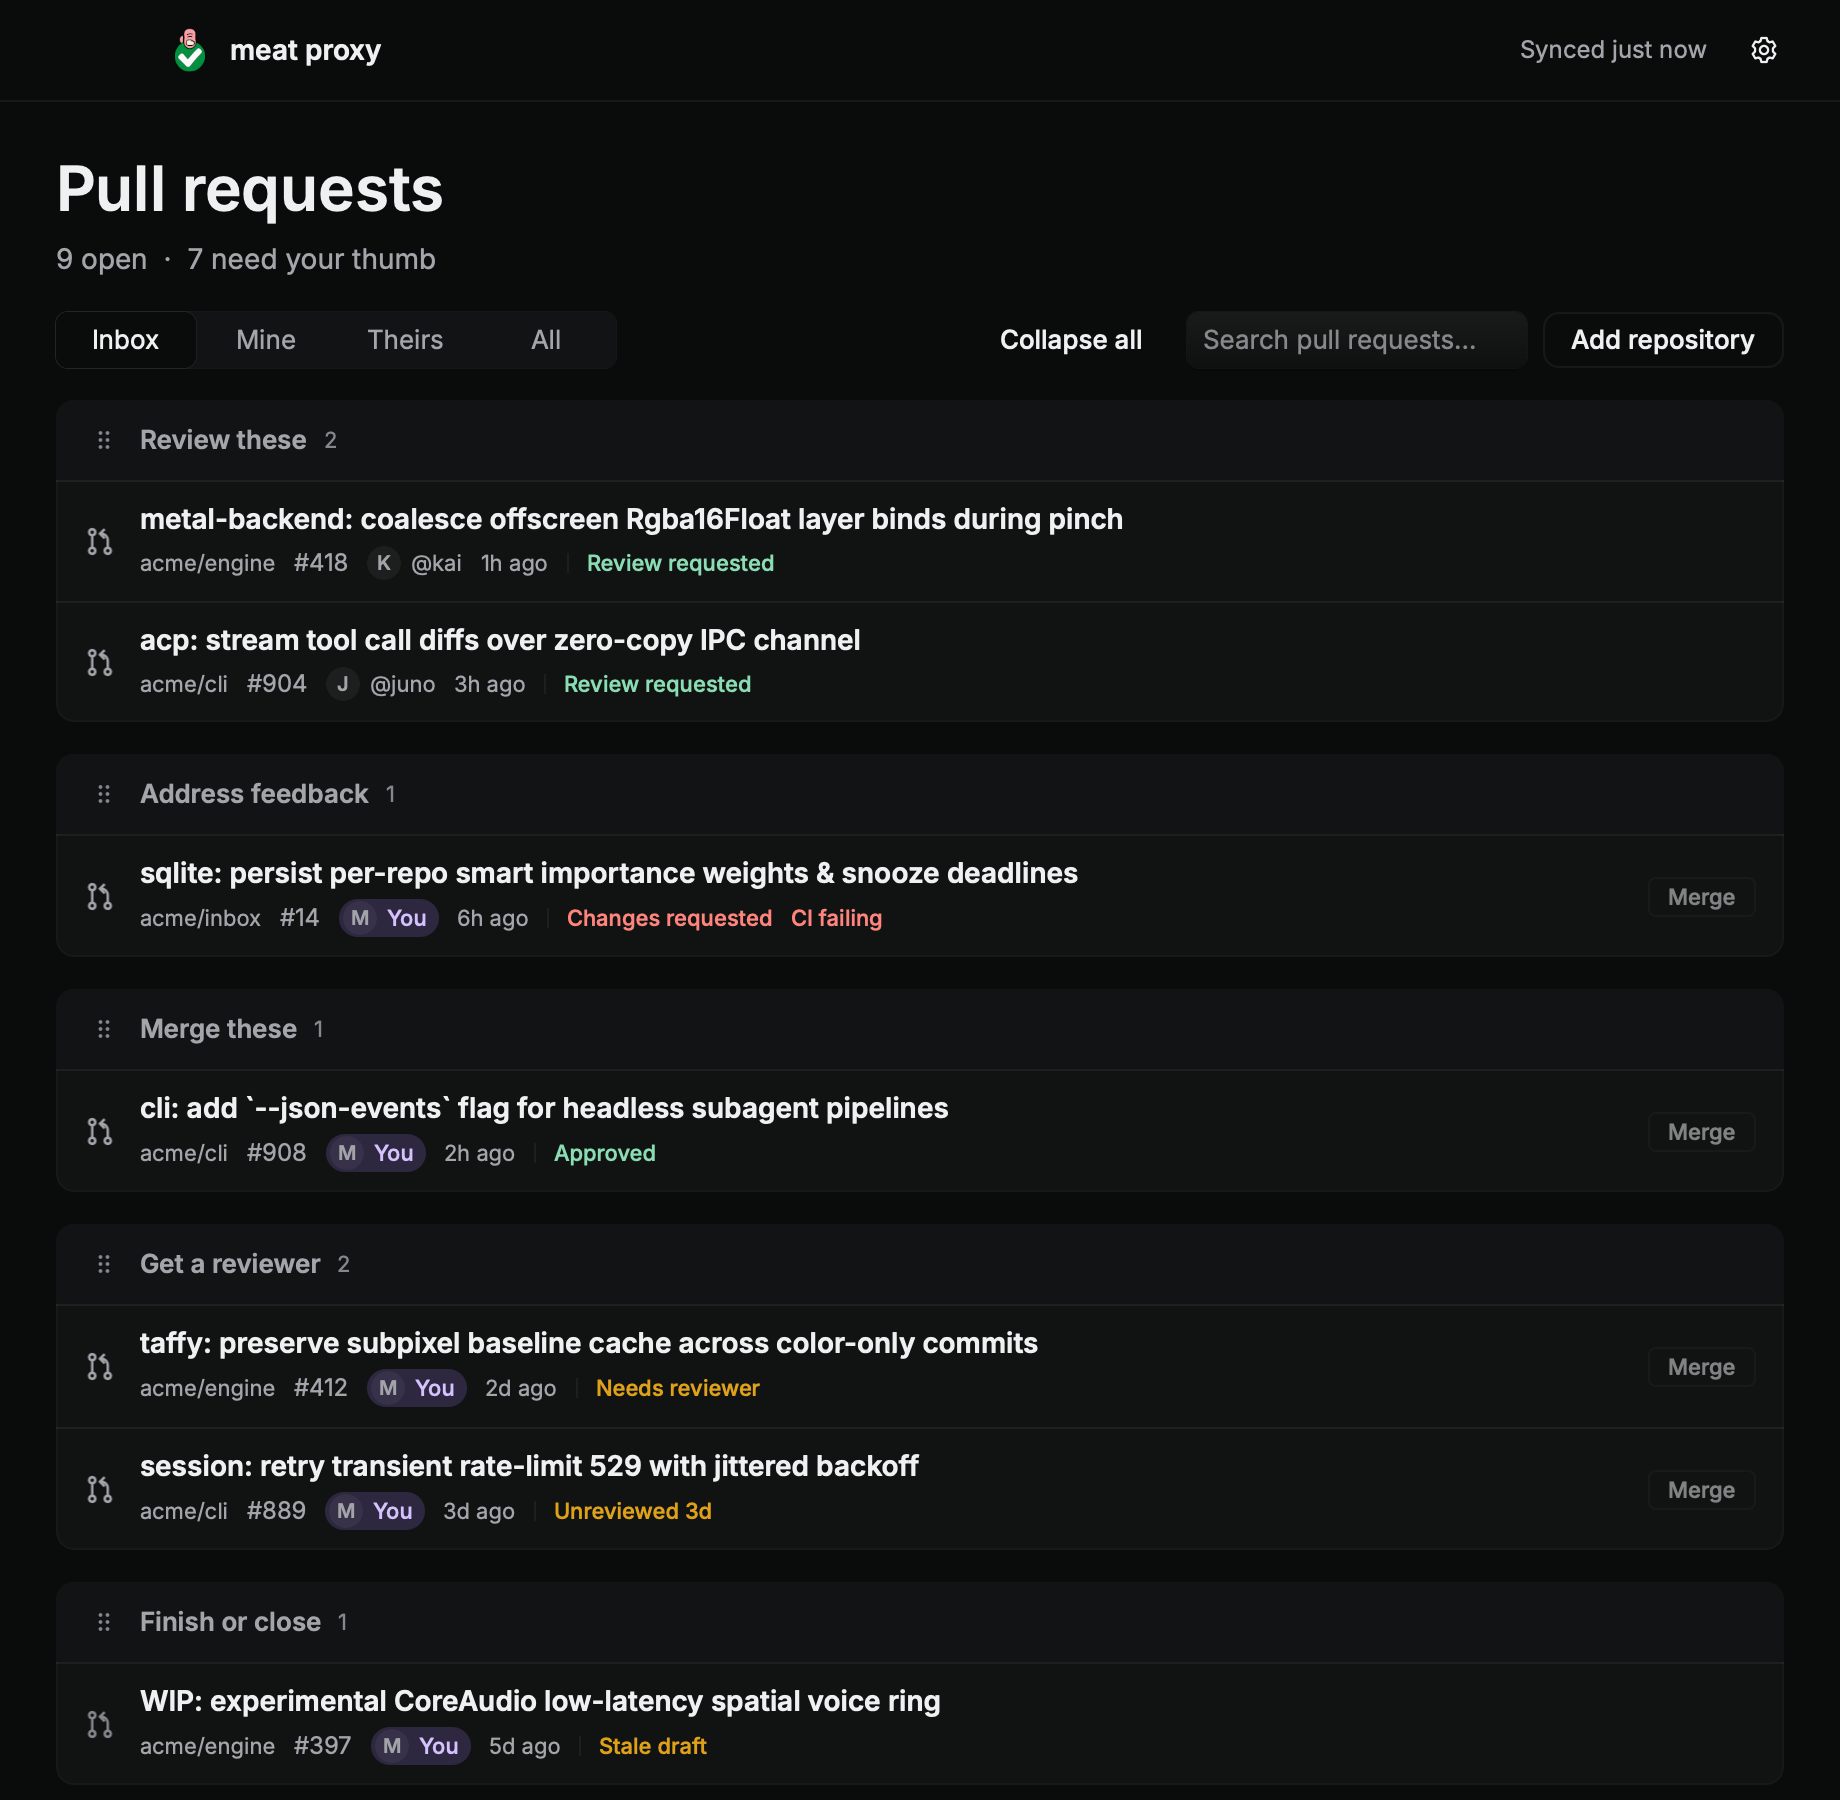 meat proxy
Synced just now
Pull requests
9 open · 7 need your thumb
Inbox Mine Theirs All
Collapse all
Search pull requests...
Add repository
Review these 2
metal-backend: coalesce offscreen Rgba16Float layer binds during pinch
acme/engine #418 K @kai 1h ago Review requested
acp: stream tool call diffs over zero-copy IPC channel
acme/cli #904 J @juno 3h ago Review requested
Address feedback 1
sqlite: persist per-repo smart importance weights & snooze deadlines
acme/inbox #14 M You 6h ago Changes requested CI failing
Merge
Merge these 1
cli: add `--json-events` flag for headless subagent pipelines
acme/cli #908 M You 2h ago Approved
Merge
Get a reviewer 2
taffy: preserve subpixel baseline cache across color-only commits
acme/engine #412 M You 2d ago Needs reviewer
Merge
session: retry transient rate-limit 529 with jittered backoff
acme/cli #889 M You 3d ago Unreviewed 3d
Merge
Finish or close 1
WIP: experimental CoreAudio low-latency spatial voice ring
acme/engine #397 M You 5d ago Stale draft